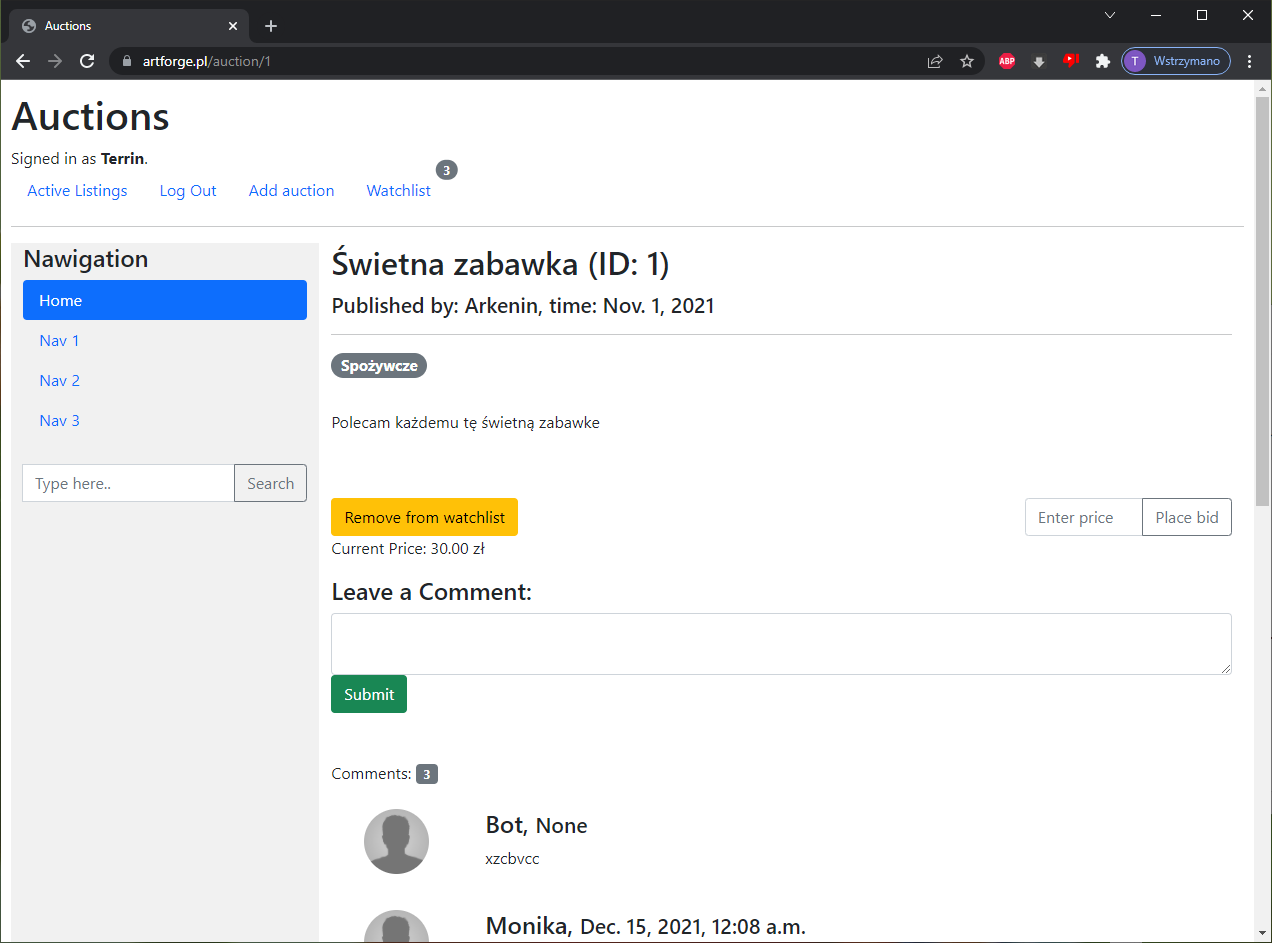 Auctions
artforge.pl/auction/1
ABP
T
Wstrzymano
Auctions
Signed in as Terrin.
Active Listings
Log Out
Add auction
Watchlist
3
Nawigation
Home
Nav 1
Nav 2
Nav 3
Type here..
Search
Świetna zabawka (ID: 1)
Published by: Arkenin, time: Nov. 1, 2021
Spożywcze
Polecam każdemu tę świetną zabawke
Remove from watchlist
Enter price
Place bid
Current Price: 30.00 zł
Leave a Comment:
Submit
Comments: 3
Bot, None
xzcbvcc
Monika, Dec. 15, 2021, 12:08 a.m.